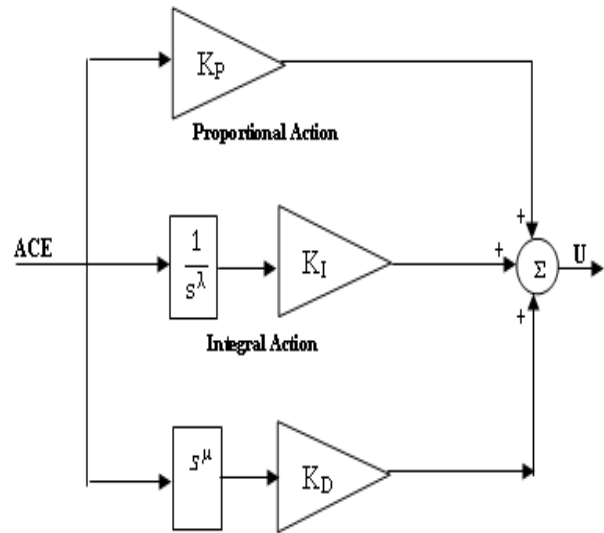 K_P
Proportional Action
+
ACE
1
s^λ
K_I
+
Σ
U
+
Integral Action
s^μ
K_D